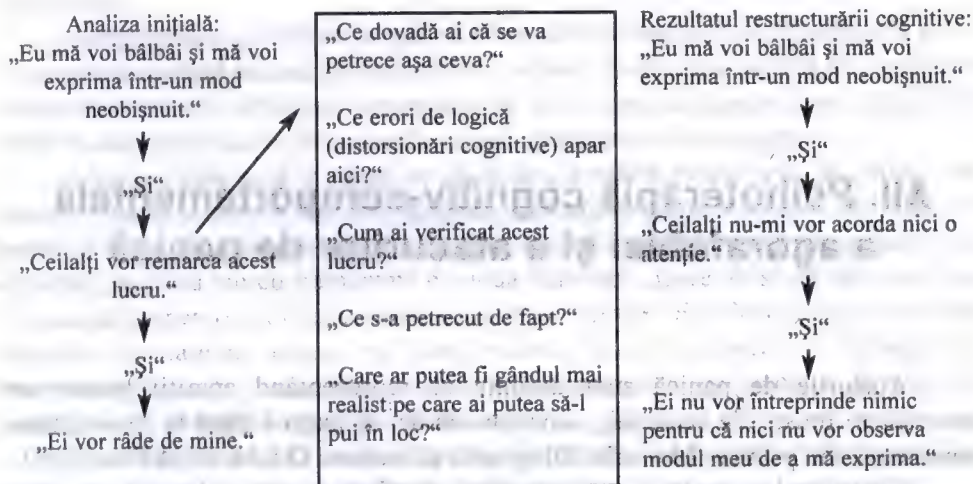 Analiza inițială:
„Eu mă voi bâlbâi și mă voi
exprima într-un mod
neobișnuit.“
„Și“
„Ceilalți vor remarca acest
lucru.“
„Și“
„Ei vor râde de mine.“
„Ce dovadă ai că se va
petrece așa ceva?“
„Ce erori de logică
(distorsionări cognitive) apar
aici?“
„Cum ai verificat acest
lucru?“
„Ce s-a petrecut de fapt?“
„Care ar putea fi gândul mai
realist pe care ai putea să-l
pui în loc?“
Rezultatul restructurării cognitive:
„Eu mă voi bâlbâi și mă voi
exprima într-un mod neobișnuit.“
„Și“
„Ceilalți nu-mi vor acorda nici o
atenție.“
„Și“
„Ei nu vor întreprinde nimic
pentru că nici nu vor observa
modul meu de a mă exprima.“